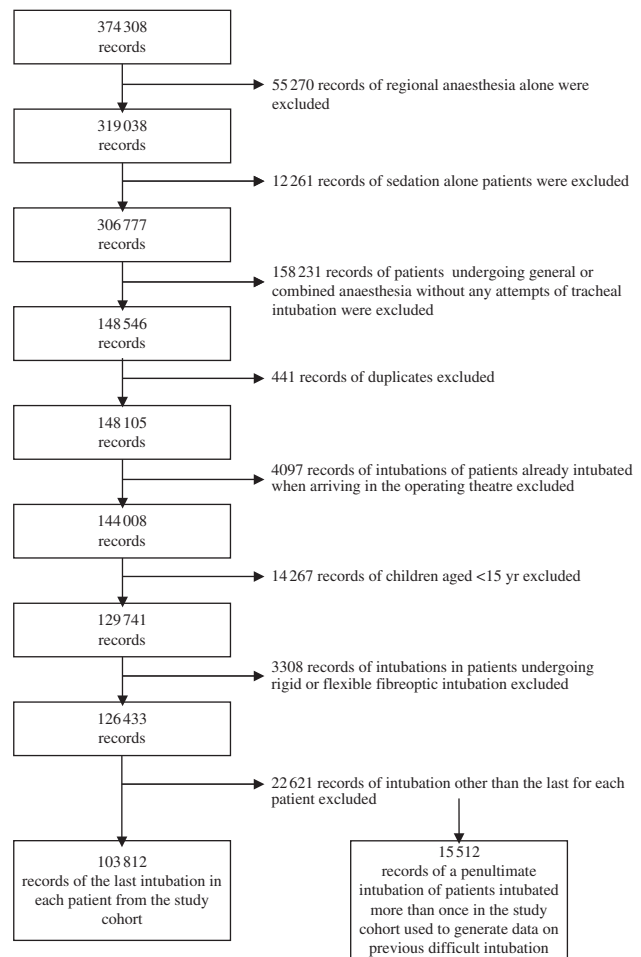 374 308
records
55 270 records of regional anaesthesia alone were
excluded
319 038
records
12 261 records of sedation alone patients were excluded
306 777
records
158 231 records of patients undergoing general or
combined anaesthesia without any attempts of tracheal
intubation were excluded
148 546
records
441 records of duplicates excluded
148 105
records
4097 records of intubations of patients already intubated
when arriving in the operating theatre excluded
144 008
records
14 267 records of children aged <15 yr excluded
129 741
records
3308 records of intubations in patients undergoing
rigid or flexible fibreoptic intubation excluded
126 433
records
22 621 records of intubation other than the last for each
patient excluded
103 812
records of the last intubation in
each patient from the study
cohort
15 512
records of a penultimate
intubation of patients intubated
more than once in the study
cohort used to generate data on
previous difficult intubation